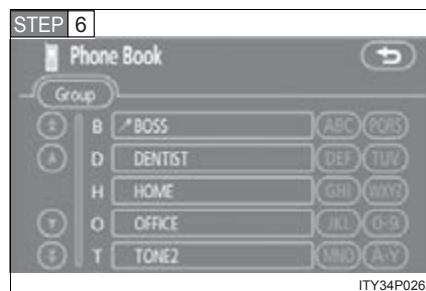 STEP 6
Phone Book
Group
B BOSS ABC PQRS
D DENTIST DEF TUV
H HOME GHI WXYZ
O OFFICE JKL 0-9
T TONE2 MNO
ITY34P026